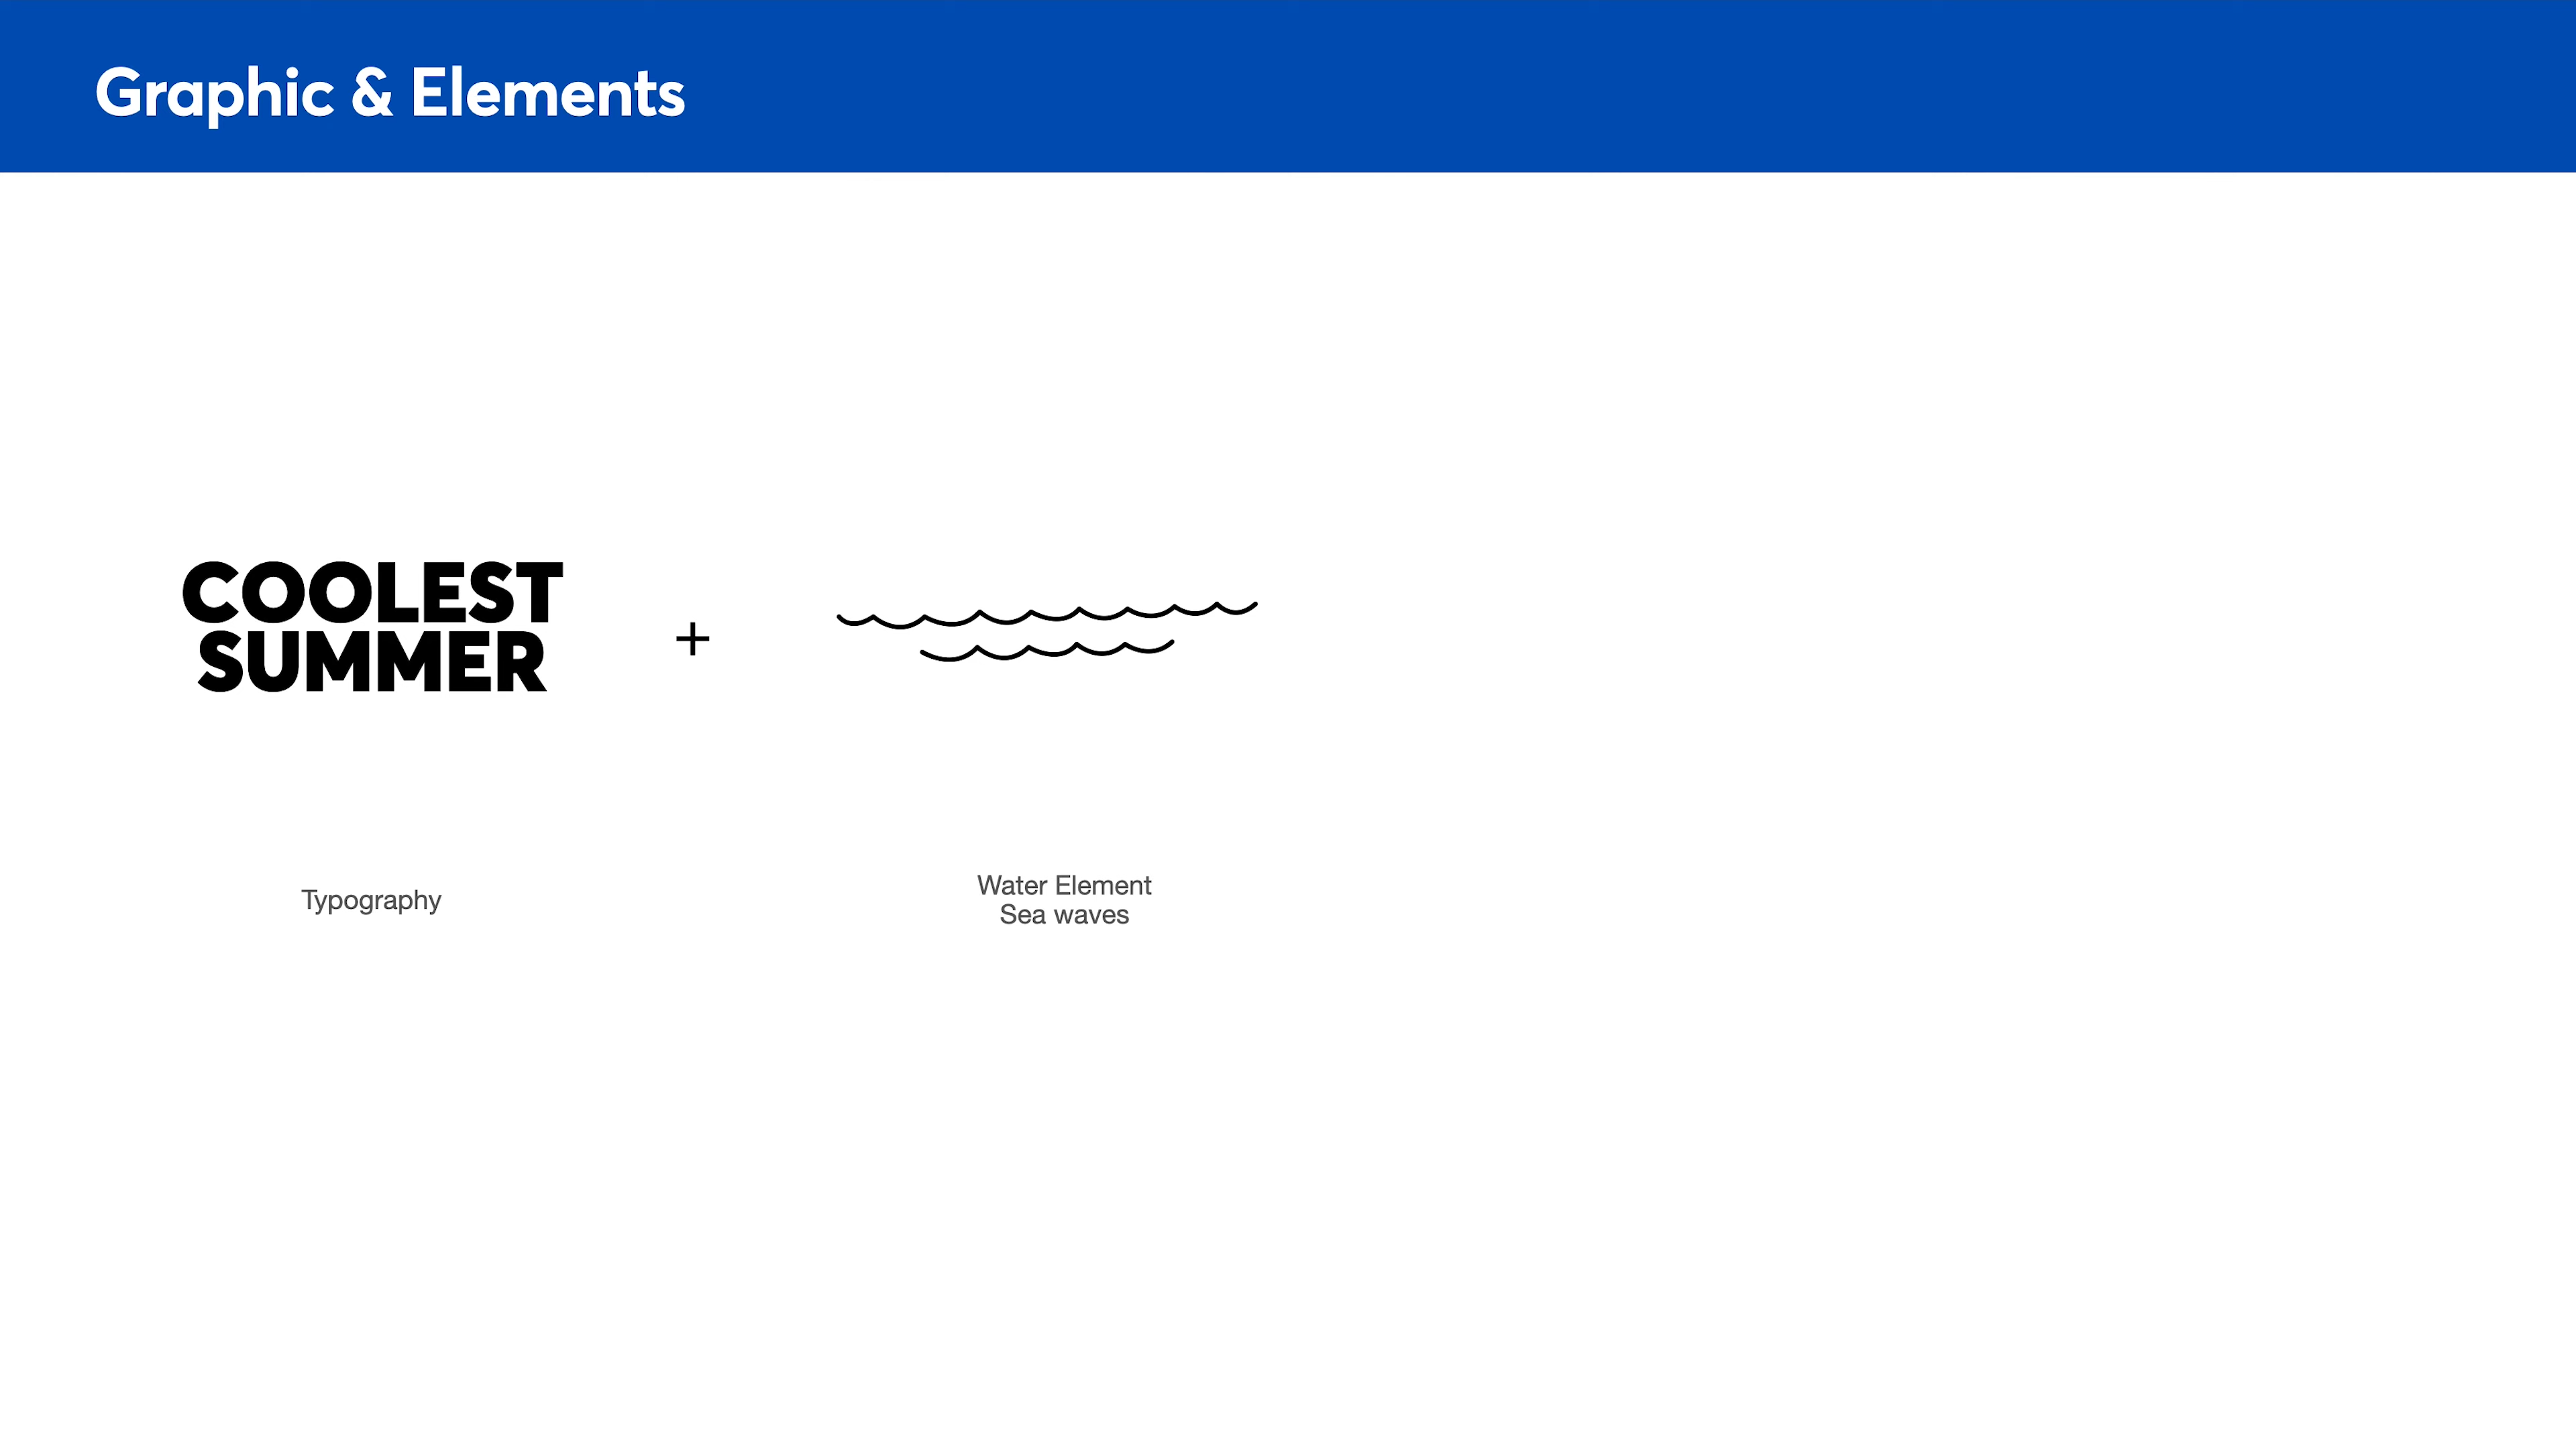 Graphic & Elements
COOLEST
SUMMER
+
Typography
Water Element
Sea waves